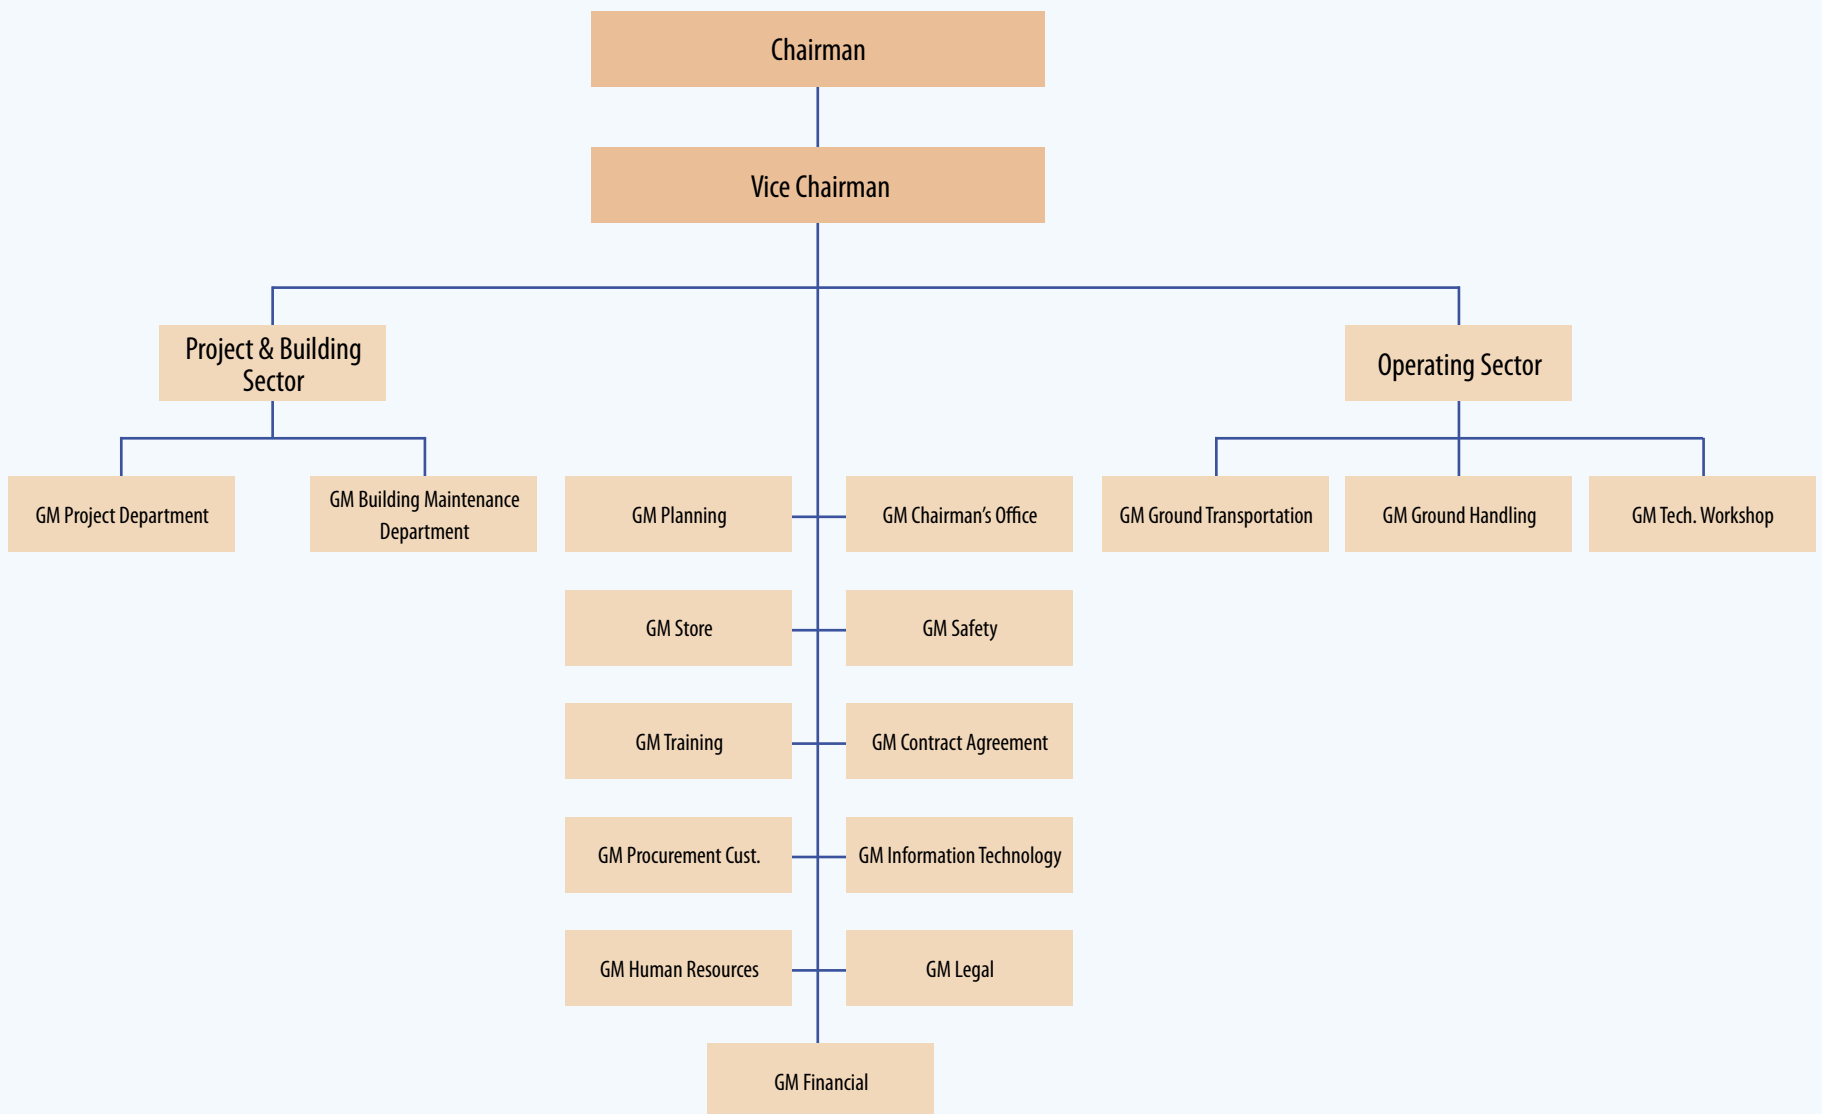 Chairman
Vice Chairman
Project & Building
Sector
Operating Sector
GM Project Department
GM Building Maintenance
Department
GM Planning
GM Chairman’s Office
GM Ground Transportation
GM Ground Handling
GM Tech. Workshop
GM Store
GM Safety
GM Training
GM Contract Agreement
GM Procurement Cust.
GM Information Technology
GM Human Resources
GM Legal
GM Financial